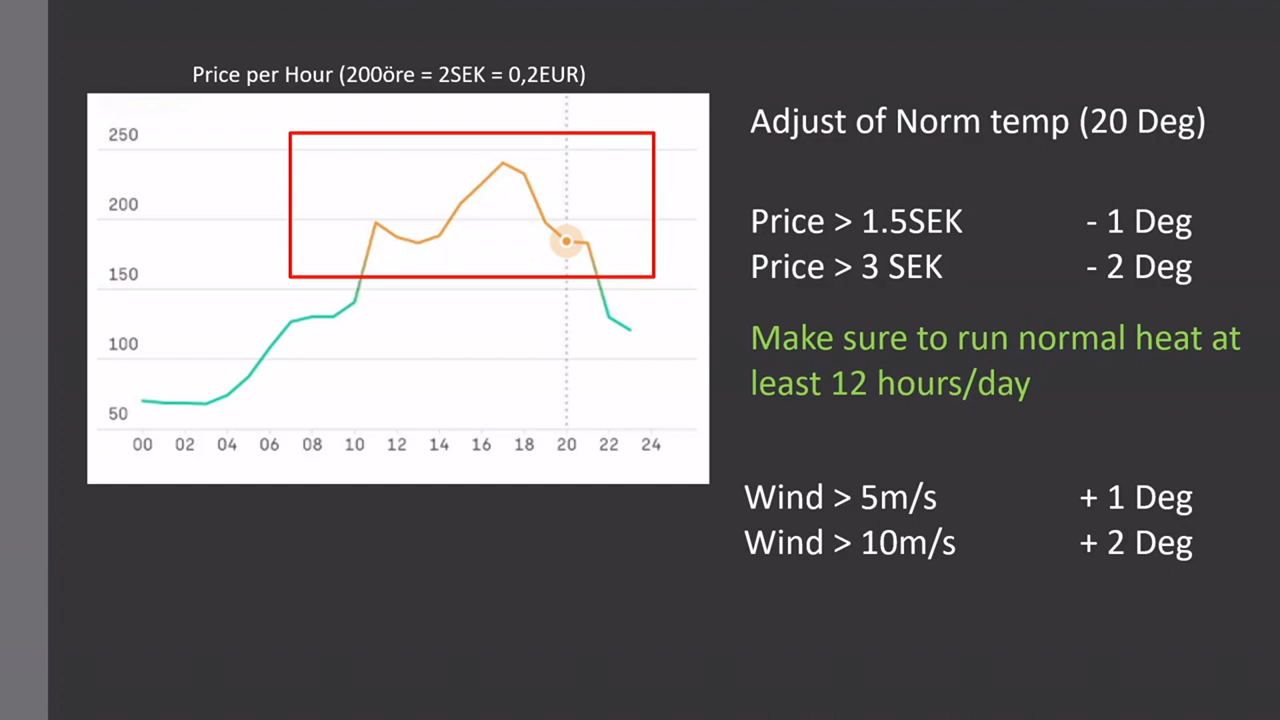 Price per Hour (200öre = 2SEK = 0,2EUR)
250
200
150
100
50
00 02 04 06 08 10 12 14 16 18 20 22 24
Adjust of Norm temp (20 Deg)
Price > 1.5SEK - 1 Deg
Price > 3 SEK - 2 Deg
Make sure to run normal heat at
least 12 hours/day
Wind > 5m/s + 1 Deg
Wind > 10m/s + 2 Deg